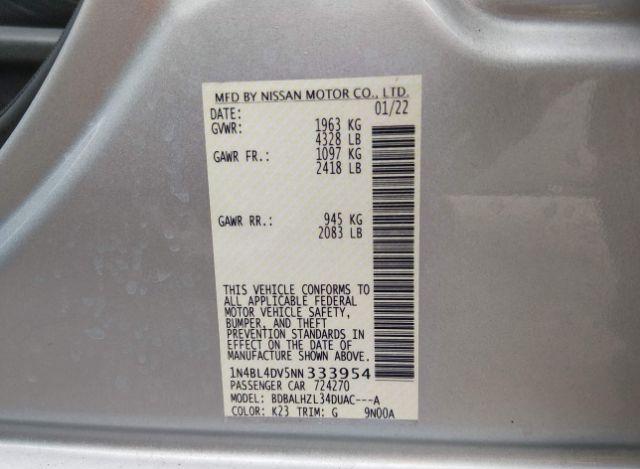 MFD BY NISSAN MOTOR CO., LTD.
DATE: 01/22
GVWR: 1963 KG
4328 LB
GAWR FR.: 1097 KG
2418 LB
GAWR RR.: 945 KG
2083 LB
THIS VEHICLE CONFORMS TO
ALL APPLICABLE FEDERAL
MOTOR VEHICLE SAFETY,
BUMPER, AND THEFT
PREVENTION STANDARDS IN
EFFECT ON THE DATE OF
MANUFACTURE SHOWN ABOVE.
1N4BL4DV5NN333954
PASSENGER CAR 724270
MODEL: BDBALHZL34DUAC---A
COLOR: K23 TRIM: G 9N00A